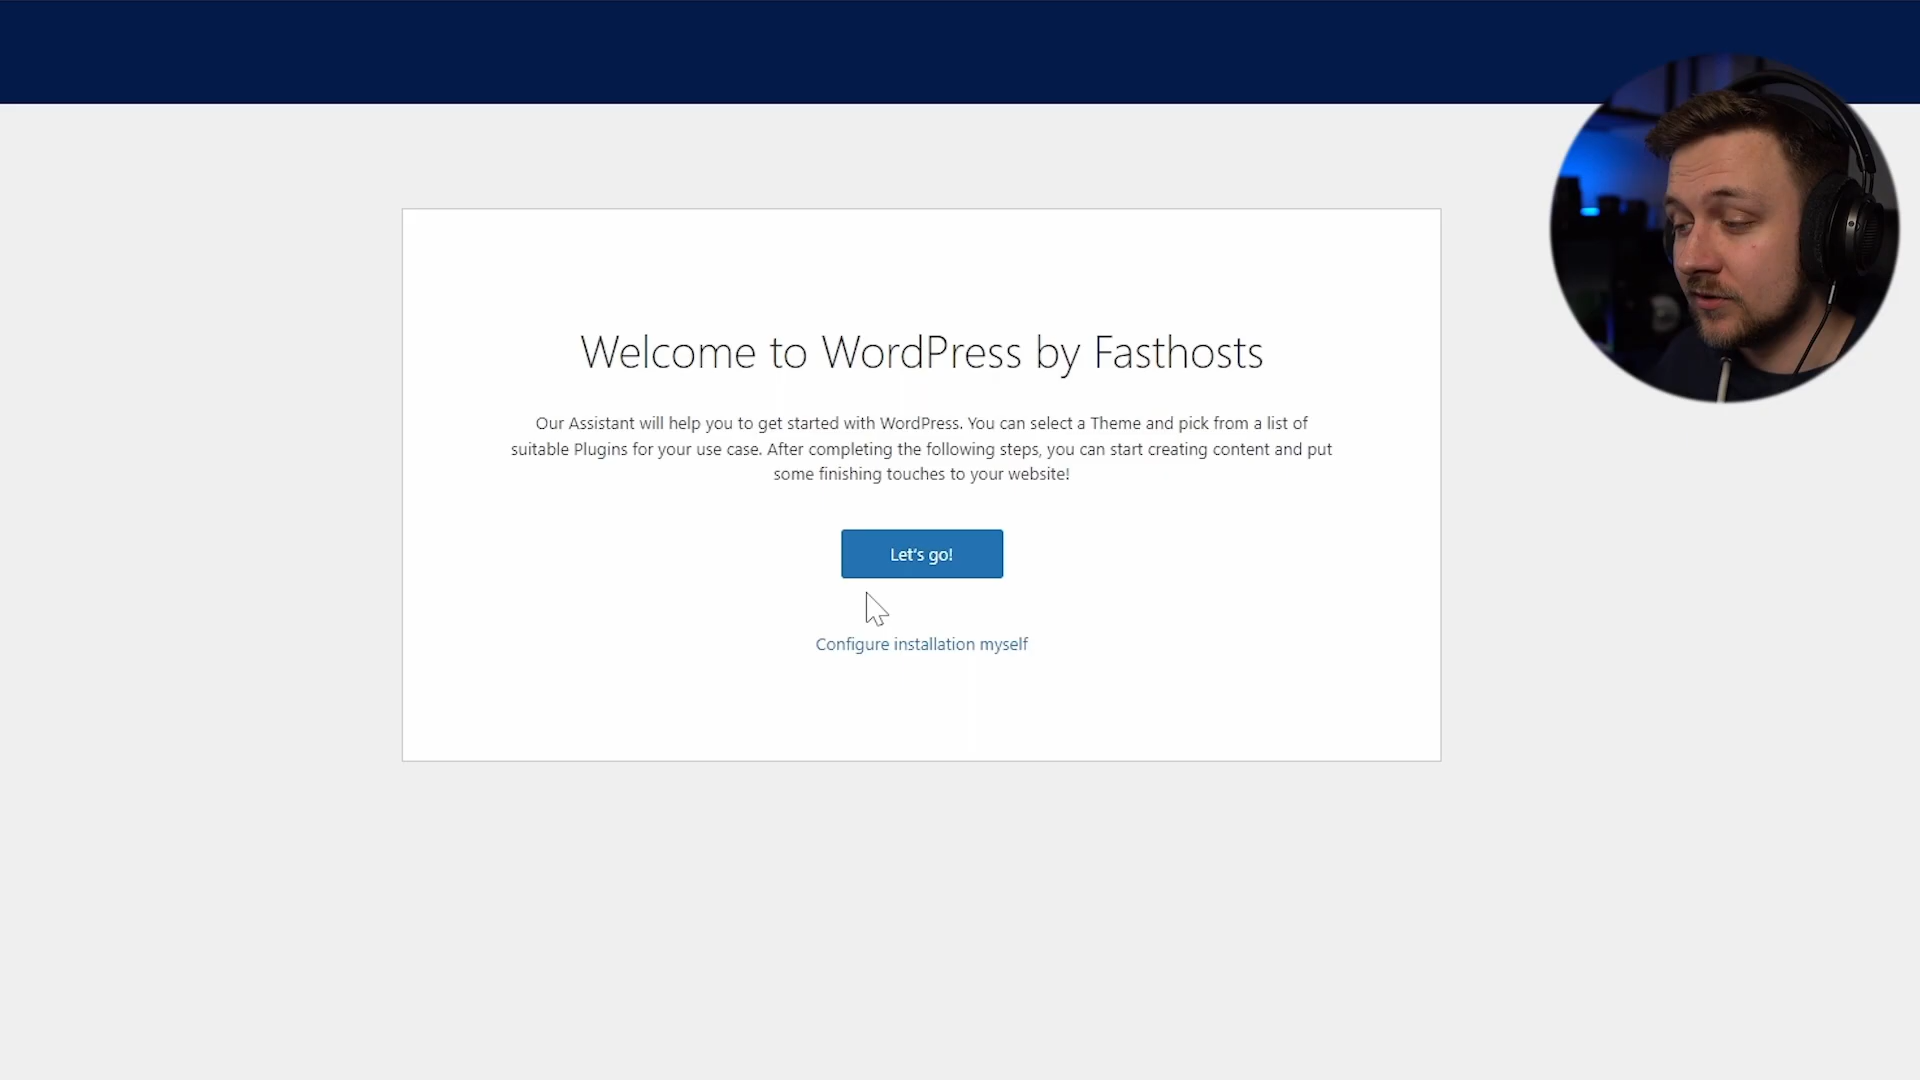 Welcome to WordPress by Fasthosts
Our Assistant will help you to get started with WordPress. You can select a Theme and pick from a list of
suitable Plugins for your use case. After completing the following steps, you can start creating content and put
some finishing touches to your website!
Let's go!
Configure installation myself